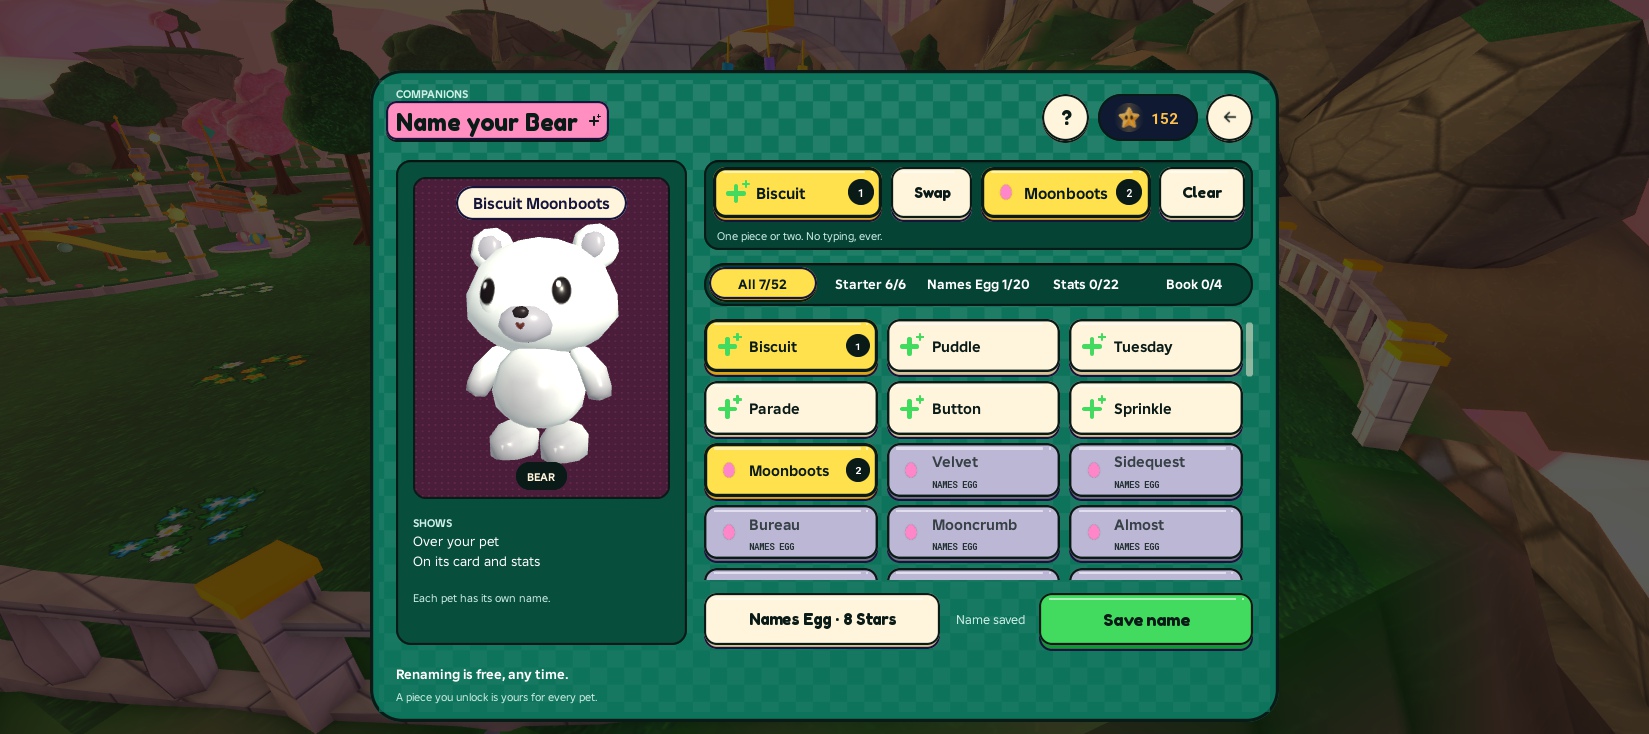 COMPANIONS
Name your Bear
?
152
Biscuit Moonboots
BEAR
SHOWS
Over your pet
On its card and stats
Each pet has its own name.
Biscuit 1
Swap
Moonboots 2
Clear
One piece or two. No typing, ever.
All 7/52
Starter 6/6
Names Egg 1/20
Stats 0/22
Book 0/4
Biscuit 1
Puddle
Tuesday
Parade
Button
Sprinkle
Moonboots 2
Velvet
NAMES EGG
Sidequest
NAMES EGG
Bureau
NAMES EGG
Mooncrumb
NAMES EGG
Almost
NAMES EGG
Names Egg · 8 Stars
Name saved
Save name
Renaming is free, any time.
A piece you unlock is yours for every pet.